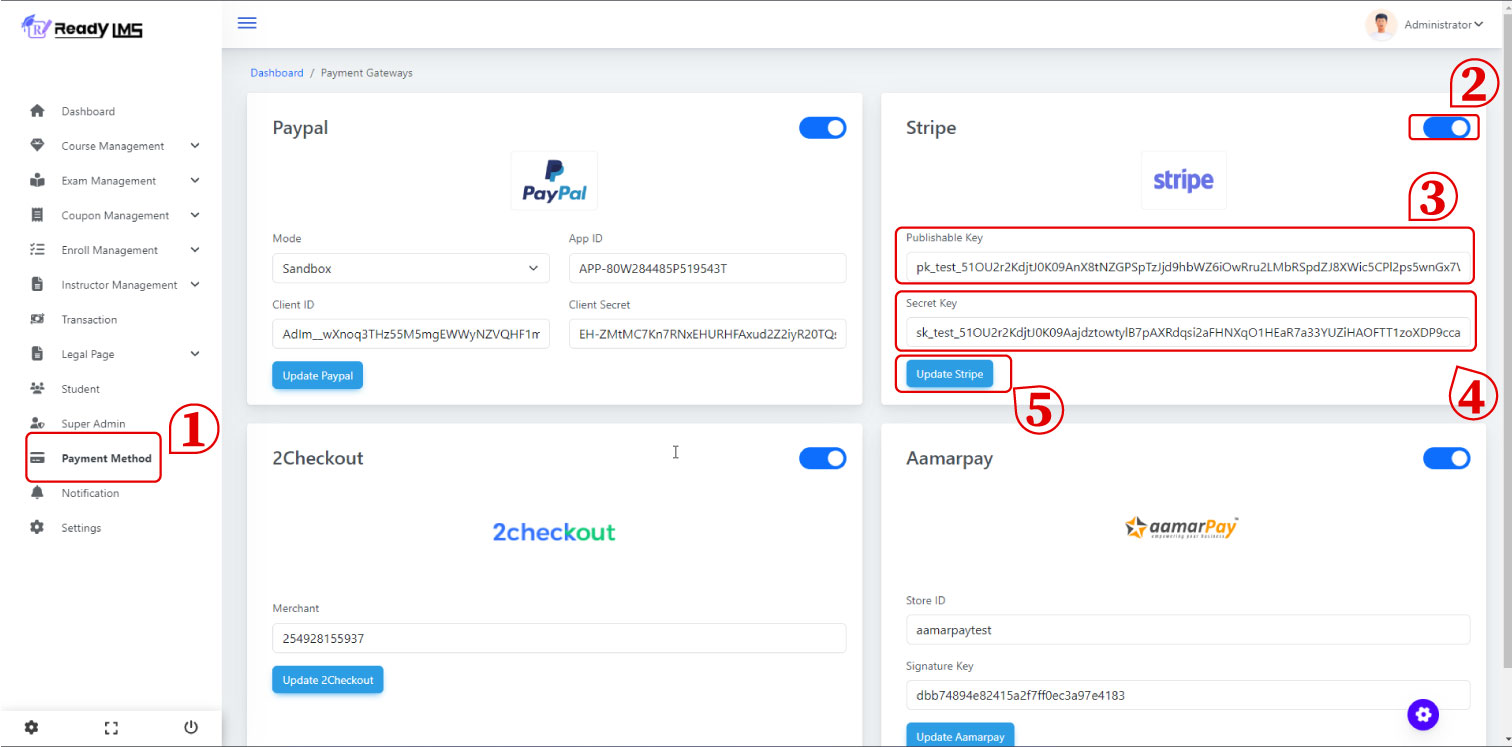 Ready LMS
Administrator
Dashboard / Payment Gateways
Dashboard
Course Management
Exam Management
Coupon Management
Enroll Management
Instructor Management
Transaction
Legal Page
Student
Super Admin
Payment Method
Notification
Settings
1
Paypal
PayPal
Mode
App ID
Sandbox
APP-80W284485P519543T
Client ID
Client Secret
AdIm__wXnoq3THz55M5mgEWWyNZVQHF1m
EH-ZMtMC7Kn7RNxEHURHFAxud2Z2iyR20TQ
Update Paypal
2
Stripe
stripe
3
Publishable Key
pk_test_51OU2r2KdjtJ0K09AnX8tNZGPSpTzJjd9hbWZ6iOwRru2LMbRSpdZJ8XWic5CPl2ps5wnGx7
Secret Key
sk_test_51OU2r2KdjtJ0K09AajdztowtylB7pAXRdqsi2aFHNXqO1HEaR7a33YUZiHAOFTT1zoXDP9cca
Update Stripe
4
5
2Checkout
2checkout
Merchant
254928155937
Update 2Checkout
Aamarpay
aamarPay
empowering your business
Store ID
aamarpaytest
Signature Key
dbb74894e82415a2f7ff0ec3a97e4183
Update Aamarpay